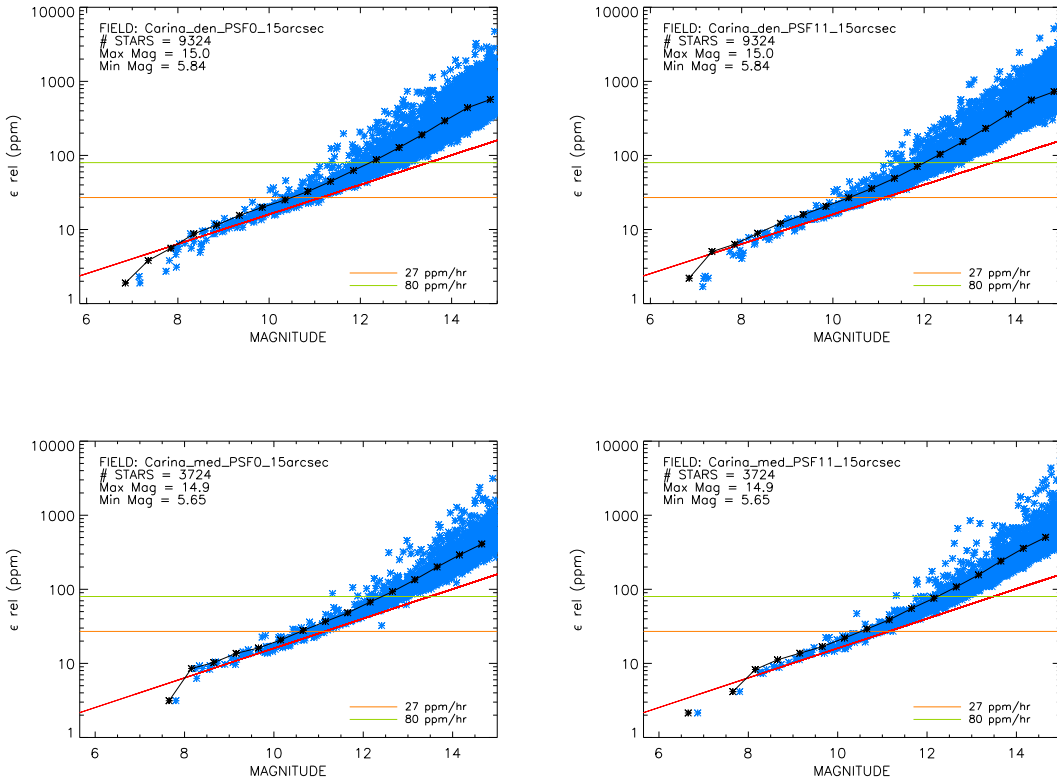 FIELD: Carina_den_PSF0_15arcsec
# STARS = 9324
Max Mag = 15.0
Min Mag = 5.84
10000
1000
100
10
1
ϵ rel (ppm)
27 ppm/hr
80 ppm/hr
6 8 10 12 14
MAGNITUDE
FIELD: Carina_den_PSF11_15arcsec
# STARS = 9324
Max Mag = 15.0
Min Mag = 5.84
10000
1000
100
10
1
ϵ rel (ppm)
27 ppm/hr
80 ppm/hr
6 8 10 12 14
MAGNITUDE
FIELD: Carina_med_PSF0_15arcsec
# STARS = 3724
Max Mag = 14.9
Min Mag = 5.65
10000
1000
100
10
1
ϵ rel (ppm)
27 ppm/hr
80 ppm/hr
6 8 10 12 14
MAGNITUDE
FIELD: Carina_med_PSF11_15arcsec
# STARS = 3724
Max Mag = 14.9
Min Mag = 5.65
10000
1000
100
10
1
ϵ rel (ppm)
27 ppm/hr
80 ppm/hr
6 8 10 12 14
MAGNITUDE